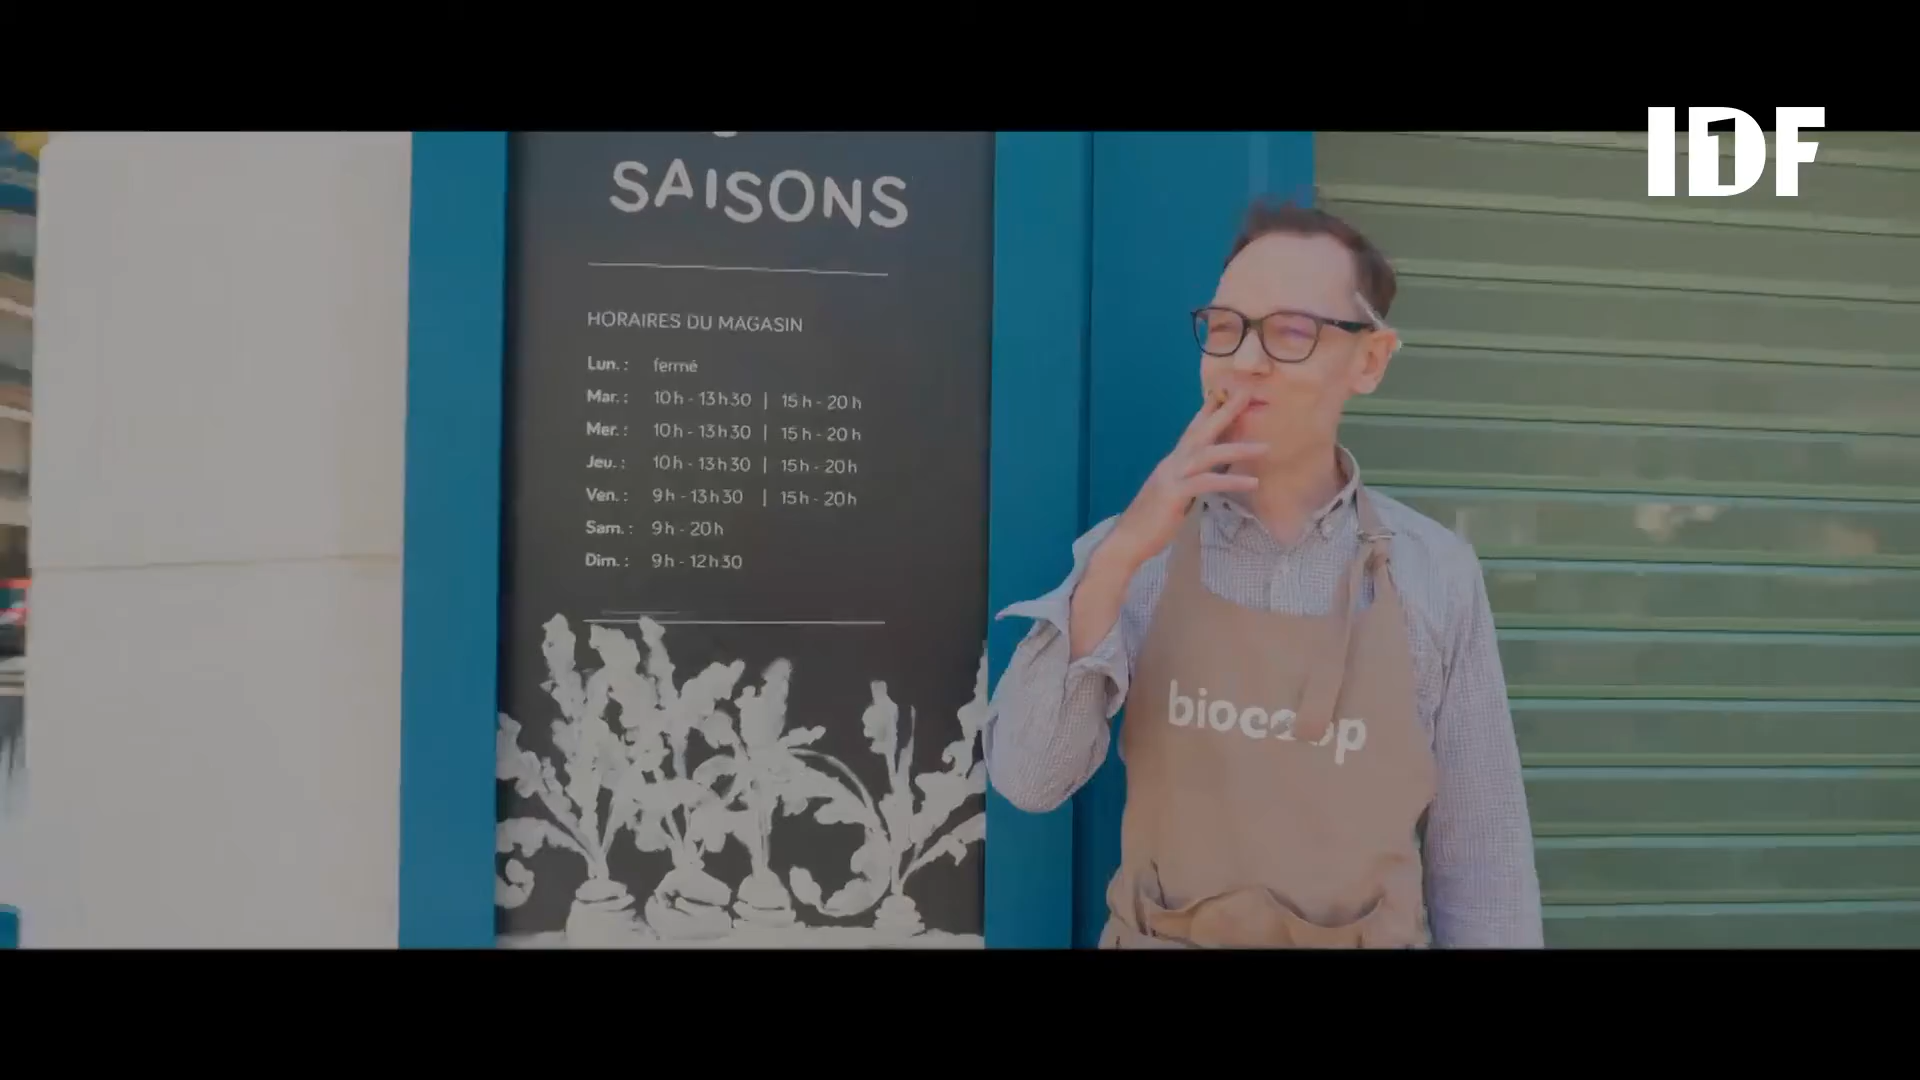 IDF
SAISONS
HORAIRES DU MAGASIN
Lun. : fermé
Mar. : 10h - 13h30 | 15h - 20h
Mer. : 10h - 13h30 | 15h - 20h
Jeu. : 10h - 13h30 | 15h - 20h
Ven. : 9h - 13h30 | 15h - 20h
Sam. : 9h - 20h
Dim. : 9h - 12h30
biocoop